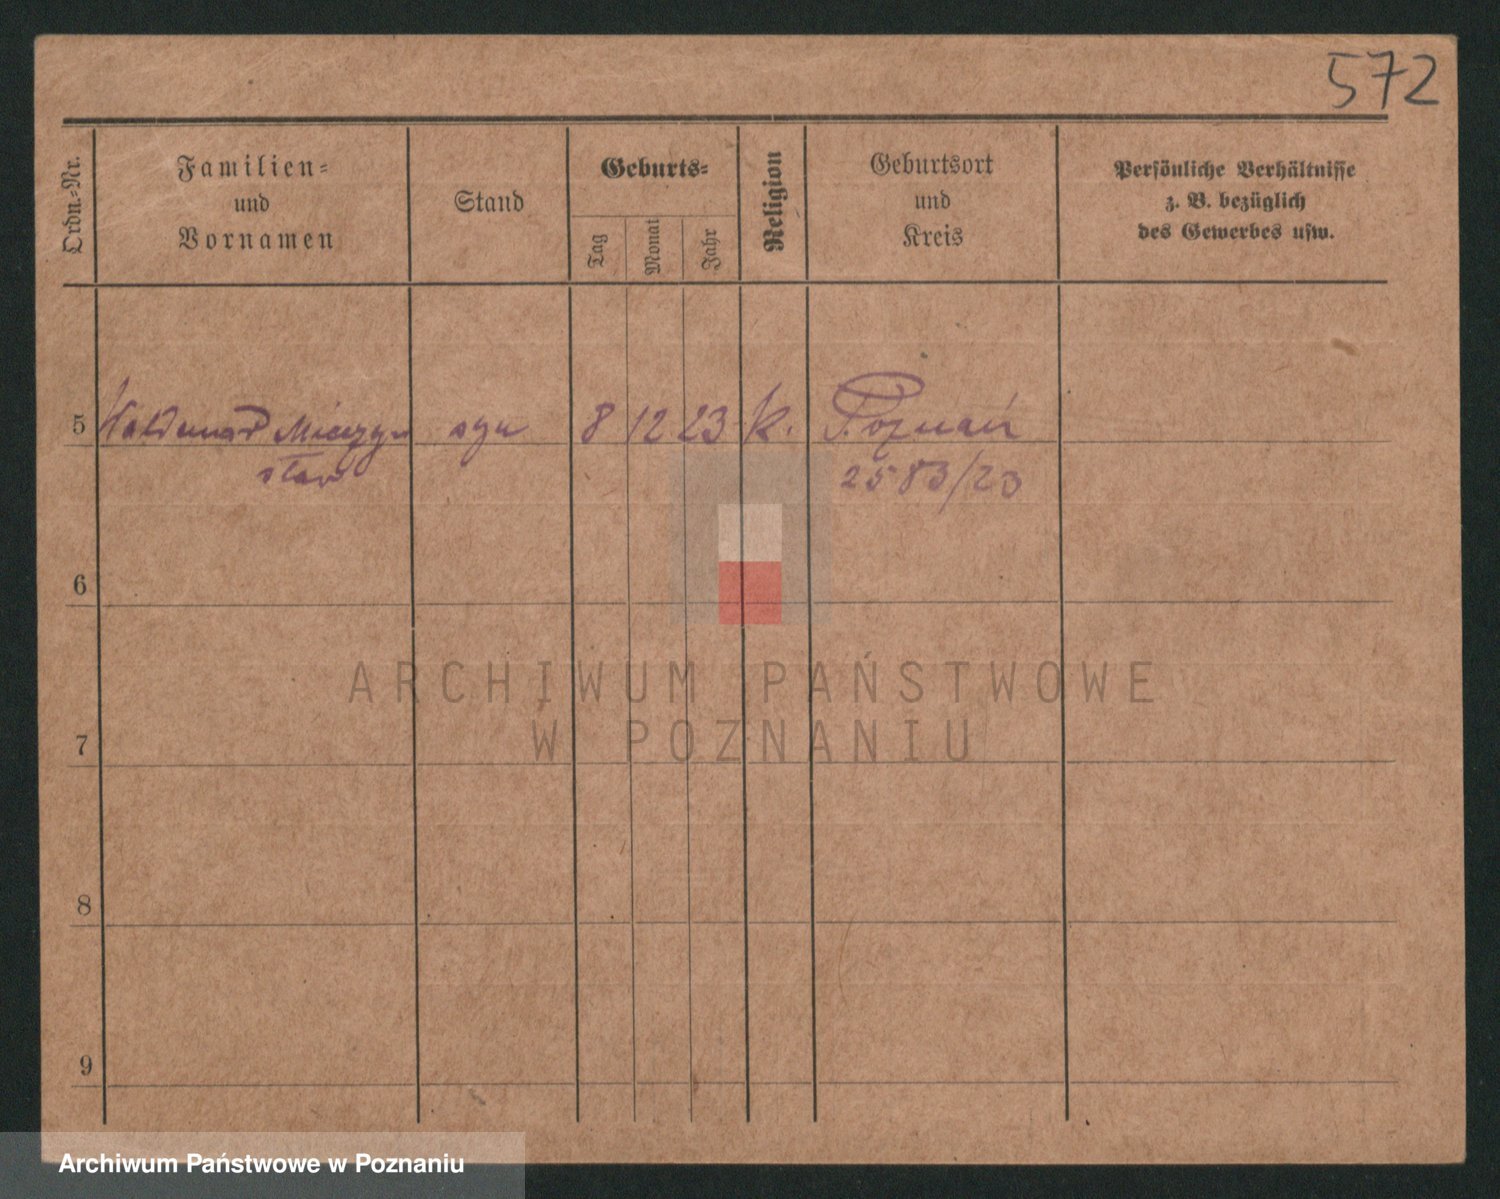 572
Ordn.-Nr.
Familien-
und
Vornamen
Stand
Geburts-
Tag
Monat
Jahr
Religion
Geburtsort
und
Kreis
Persönliche Verhältnisse
z. B. bezüglich
des Gewerbes usw.
5 Waldemar Mieczy
sław
syn 8 12 23 k. Poznań
2583/23
6
ARCHIWUM PAŃSTWOWE
W POZNANIU
7
8
9
Archiwum Państwowe w Poznaniu